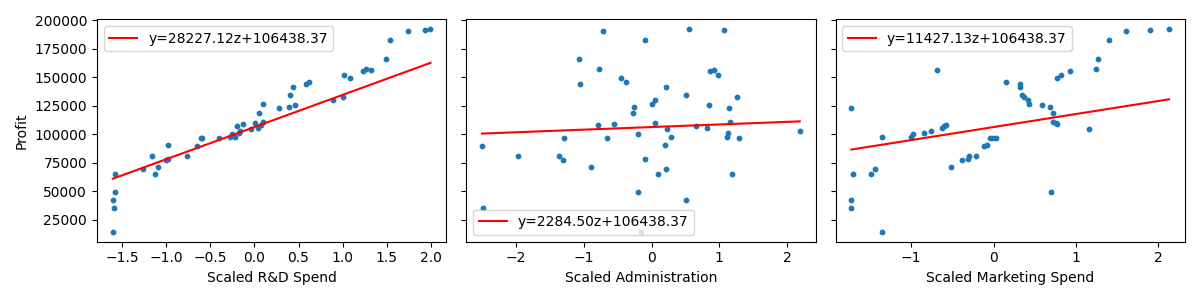 Profit
200000
175000
150000
125000
100000
75000
50000
25000
y=28227.12z+106438.37
−1.5 −1.0 −0.5 0.0 0.5 1.0 1.5 2.0
Scaled R&D Spend
y=2284.50z+106438.37
−2 −1 0 1 2
Scaled Administration
y=11427.13z+106438.37
−1 0 1 2
Scaled Marketing Spend